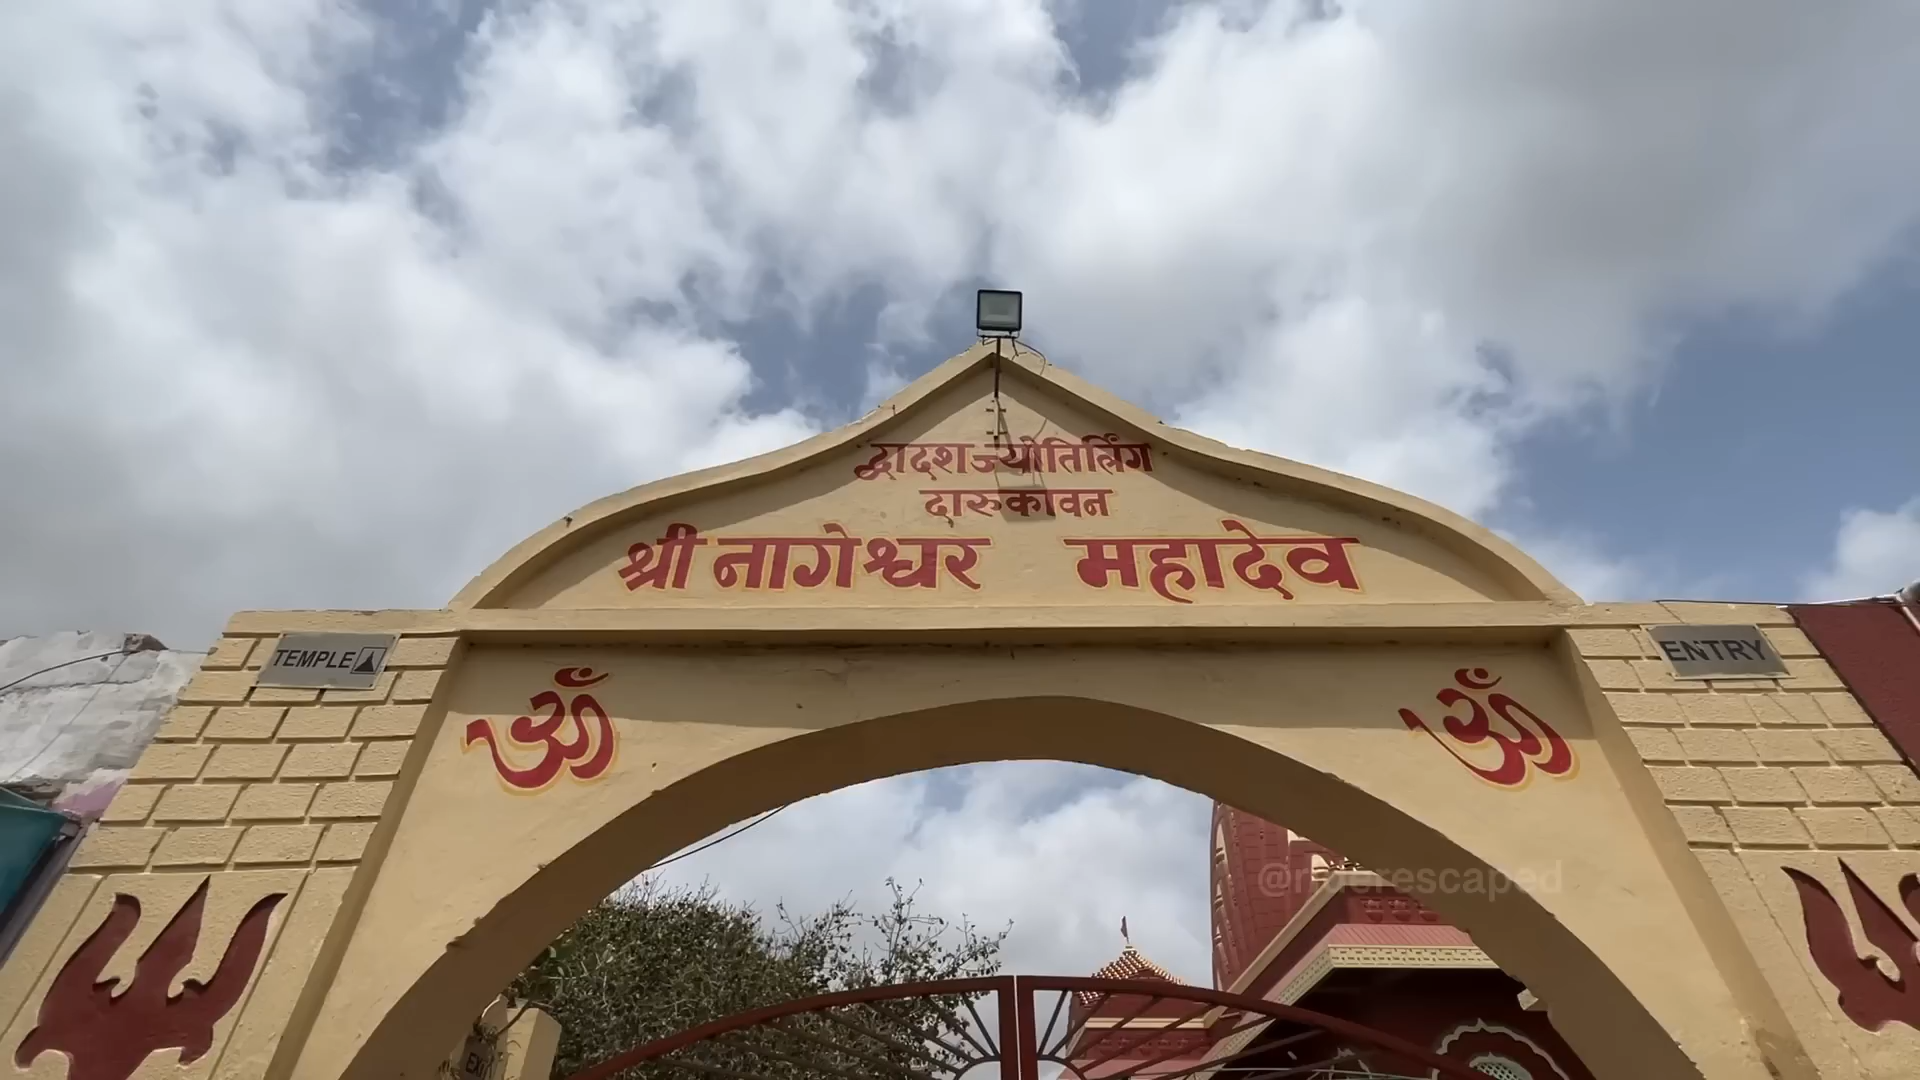 द्वादशज्योतिर्लिंग
दारुकावन
श्री नागेश्वर महादेव
TEMPLE
ENTRY
ॐ
ॐ